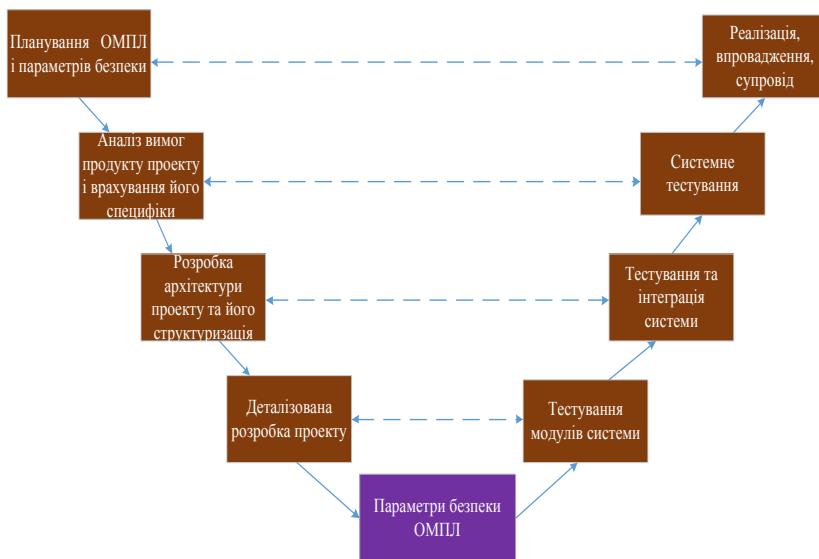 Планування ОМПЛ
і параметрів безпеки
Реалізація,
впровадження,
супровід
Аналіз вимог
продукту проекту
і врахування його
специфіки
Системне
тестування
Розробка
архітектури
проекту та його
структуризація
Тестування та
інтеграція
системи
Деталізована
розробка проекту
Тестування
модулів системи
Параметри безпеки
ОМПЛ